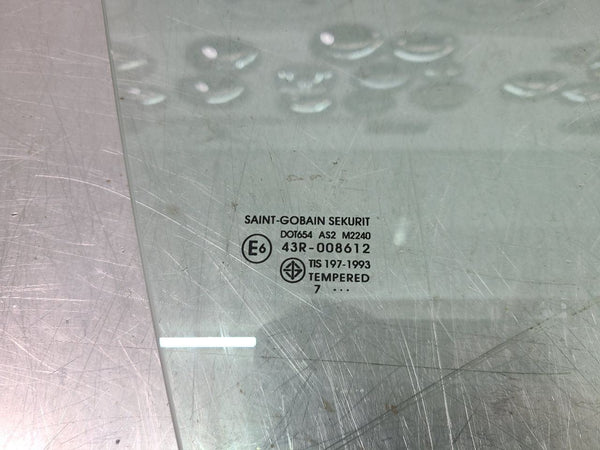 SAINT-GOBAIN SEKURIT
DOT654 AS2 M2240
E6 43R-008612
TIS 197-1993
TEMPERED
7 ...